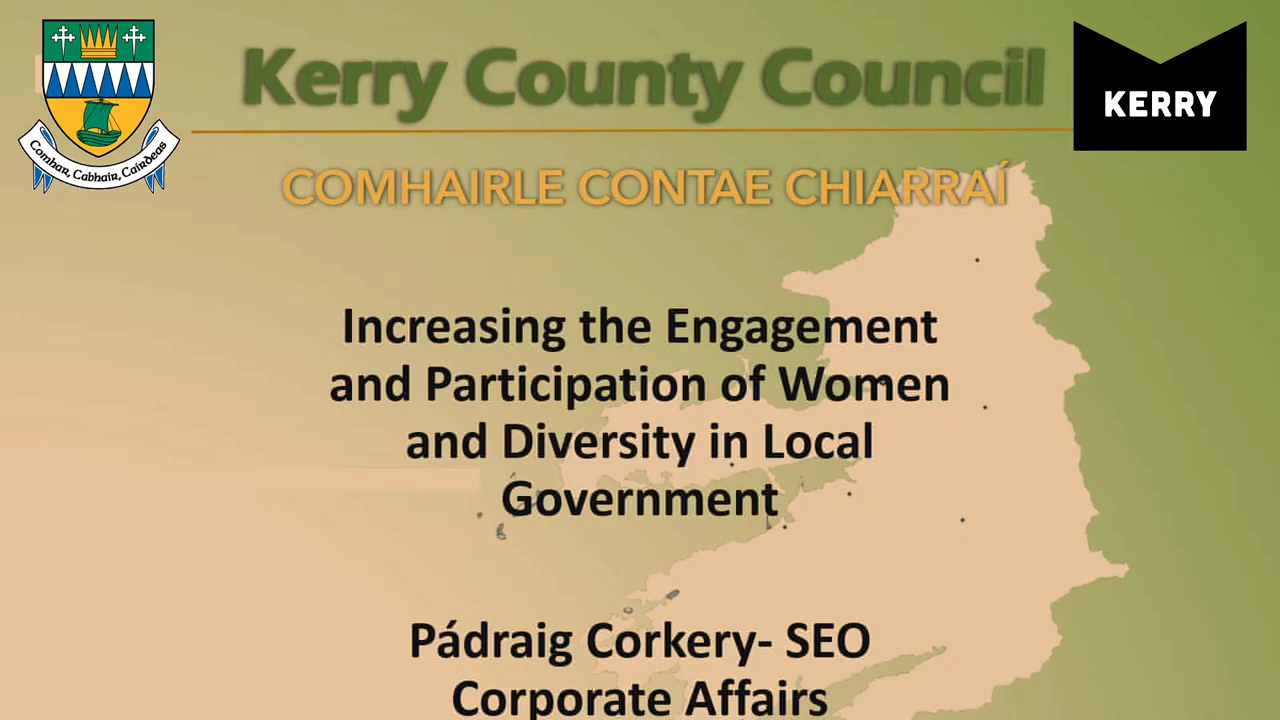 Kerry County Council
KERRY
Comhar, Cabhair, Cairdeas
COMHAIRLE CONTAE CHIARRAÍ
Increasing the Engagement
and Participation of Women
and Diversity in Local
Government
Pádraig Corkery- SEO
Corporate Affairs